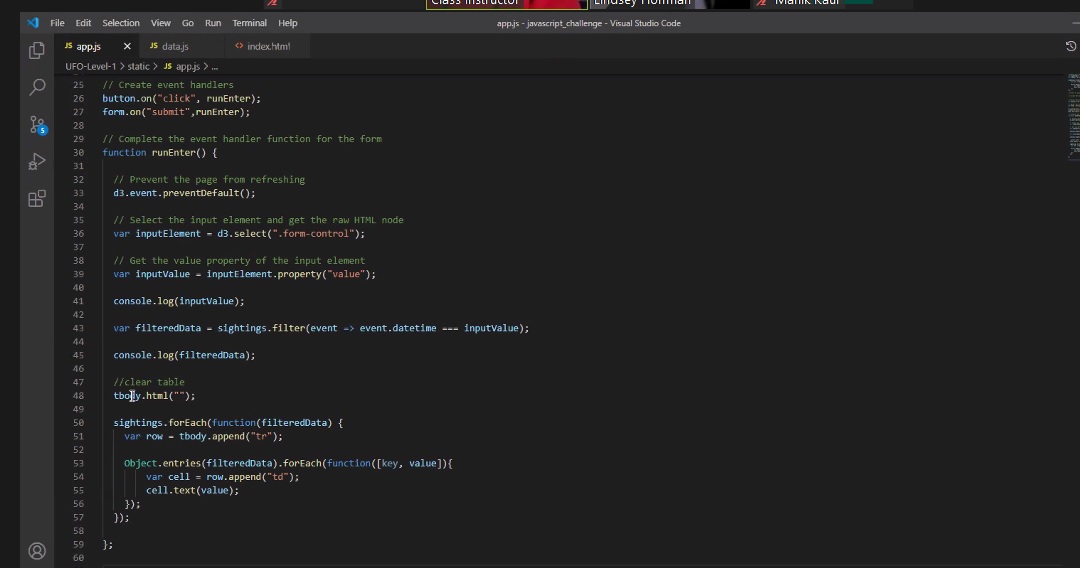 Class Instructor Lindsey Hoffman Manik Kaur
File Edit Selection View Go Run Terminal Help app.js - javascript_challenge - Visual Studio Code
JS app.js × JS data.js <> index.html
UFO-Level-1 > static > JS app.js > ...
25 // Create event handlers
26 button.on("click", runEnter);
27 form.on("submit",runEnter);
28
29 // Complete the event handler function for the form
30 function runEnter() {
31
32 // Prevent the page from refreshing
33 d3.event.preventDefault();
34
35 // Select the input element and get the raw HTML node
36 var inputElement = d3.select(".form-control");
37
38 // Get the value property of the input element
39 var inputValue = inputElement.property("value");
40
41 console.log(inputValue);
42
43 var filteredData = sightings.filter(event => event.datetime === inputValue);
44
45 console.log(filteredData);
46
47 //clear table
48 tbody.html("");
49
50 sightings.forEach(function(filteredData) {
51 var row = tbody.append("tr");
52
53 Object.entries(filteredData).forEach(function([key, value]){
54 var cell = row.append("td");
55 cell.text(value);
56 });
57 });
58
59 };
60
5